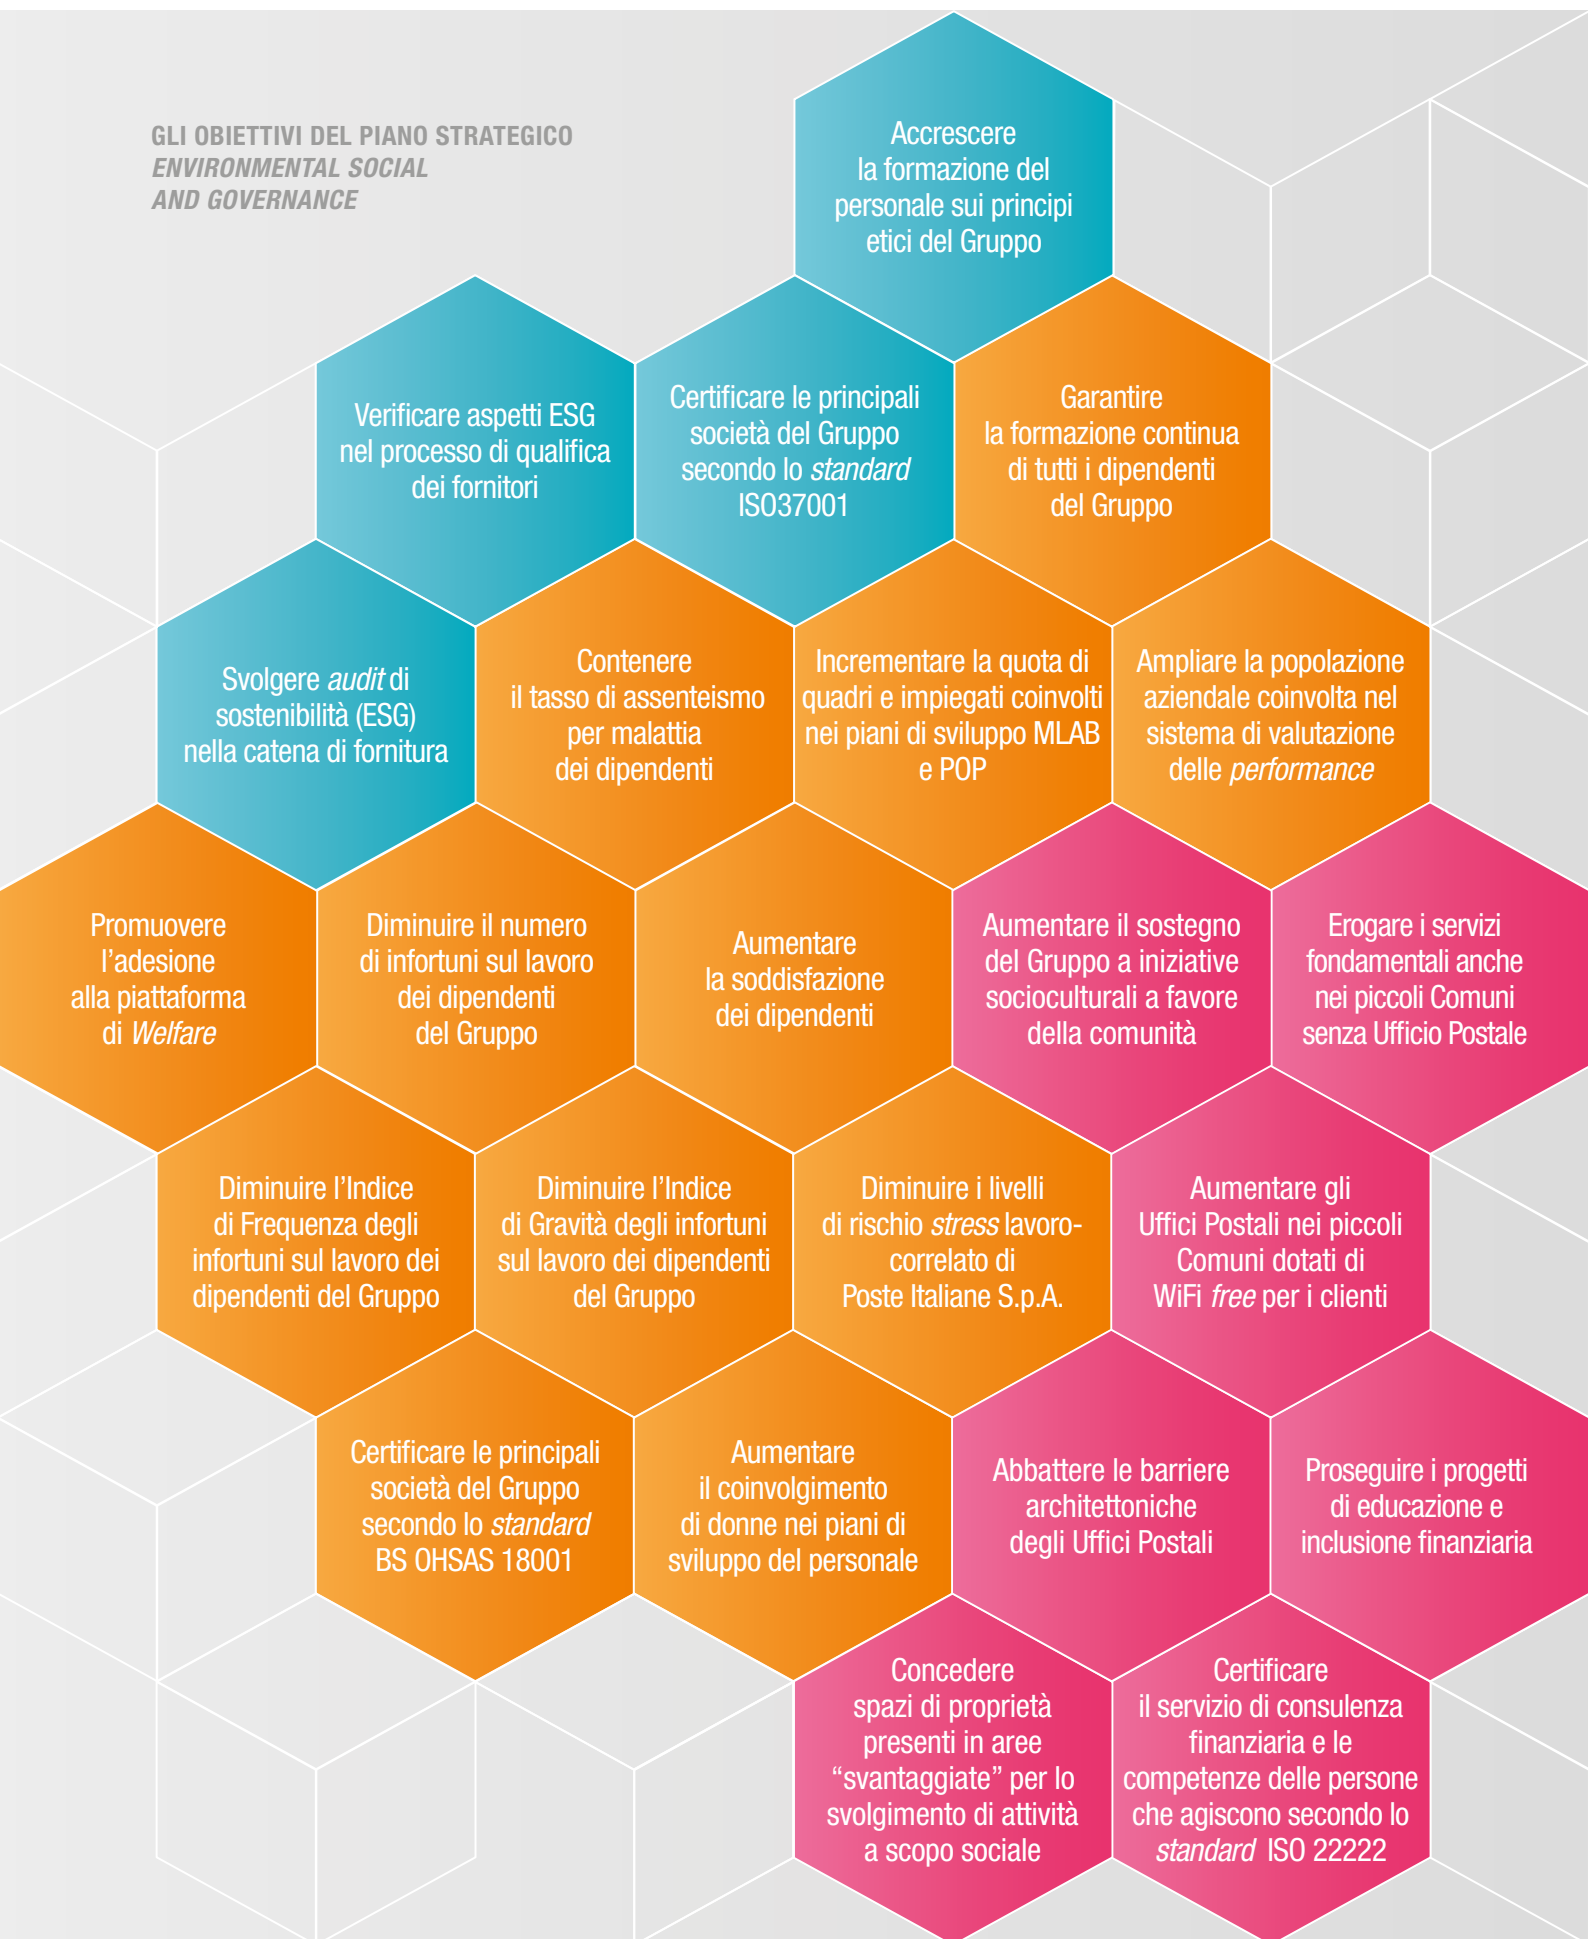 GLI OBIETTIVI DEL PIANO STRATEGICO
ENVIRONMENTAL SOCIAL
AND GOVERNANCE
Accrescere
la formazione del
personale sui principi
etici del Gruppo
Verificare aspetti ESG
nel processo di qualifica
dei fornitori
Certificare le principali
società del Gruppo
secondo lo standard
ISO37001
Garantire
la formazione continua
di tutti i dipendenti
del Gruppo
Svolgere audit di
sostenibilità (ESG)
nella catena di fornitura
Contenere
il tasso di assenteismo
per malattia
dei dipendenti
Incrementare la quota di
quadri e impiegati coinvolti
nei piani di sviluppo MLAB
e POP
Ampliare la popolazione
aziendale coinvolta nel
sistema di valutazione
delle performance
Promuovere
l’adesione
alla piattaforma
di Welfare
Diminuire il numero
di infortuni sul lavoro
dei dipendenti
del Gruppo
Aumentare
la soddisfazione
dei dipendenti
Aumentare il sostegno
del Gruppo a iniziative
socioculturali a favore
della comunità
Erogare i servizi
fondamentali anche
nei piccoli Comuni
senza Ufficio Postale
Diminuire l’Indice
di Frequenza degli
infortuni sul lavoro dei
dipendenti del Gruppo
Diminuire l’Indice
di Gravità degli infortuni
sul lavoro dei dipendenti
del Gruppo
Diminuire i livelli
di rischio stress lavoro-
correlato di
Poste Italiane S.p.A.
Aumentare gli
Uffici Postali nei piccoli
Comuni dotati di
WiFi free per i clienti
Certificare le principali
società del Gruppo
secondo lo standard
BS OHSAS 18001
Aumentare
il coinvolgimento
di donne nei piani di
sviluppo del personale
Abbattere le barriere
architettoniche
degli Uffici Postali
Proseguire i progetti
di educazione e
inclusione finanziaria
Concedere
spazi di proprietà
presenti in aree
“svantaggiate” per lo
svolgimento di attività
a scopo sociale
Certificare
il servizio di consulenza
finanziaria e le
competenze delle persone
che agiscono secondo lo
standard ISO 22222